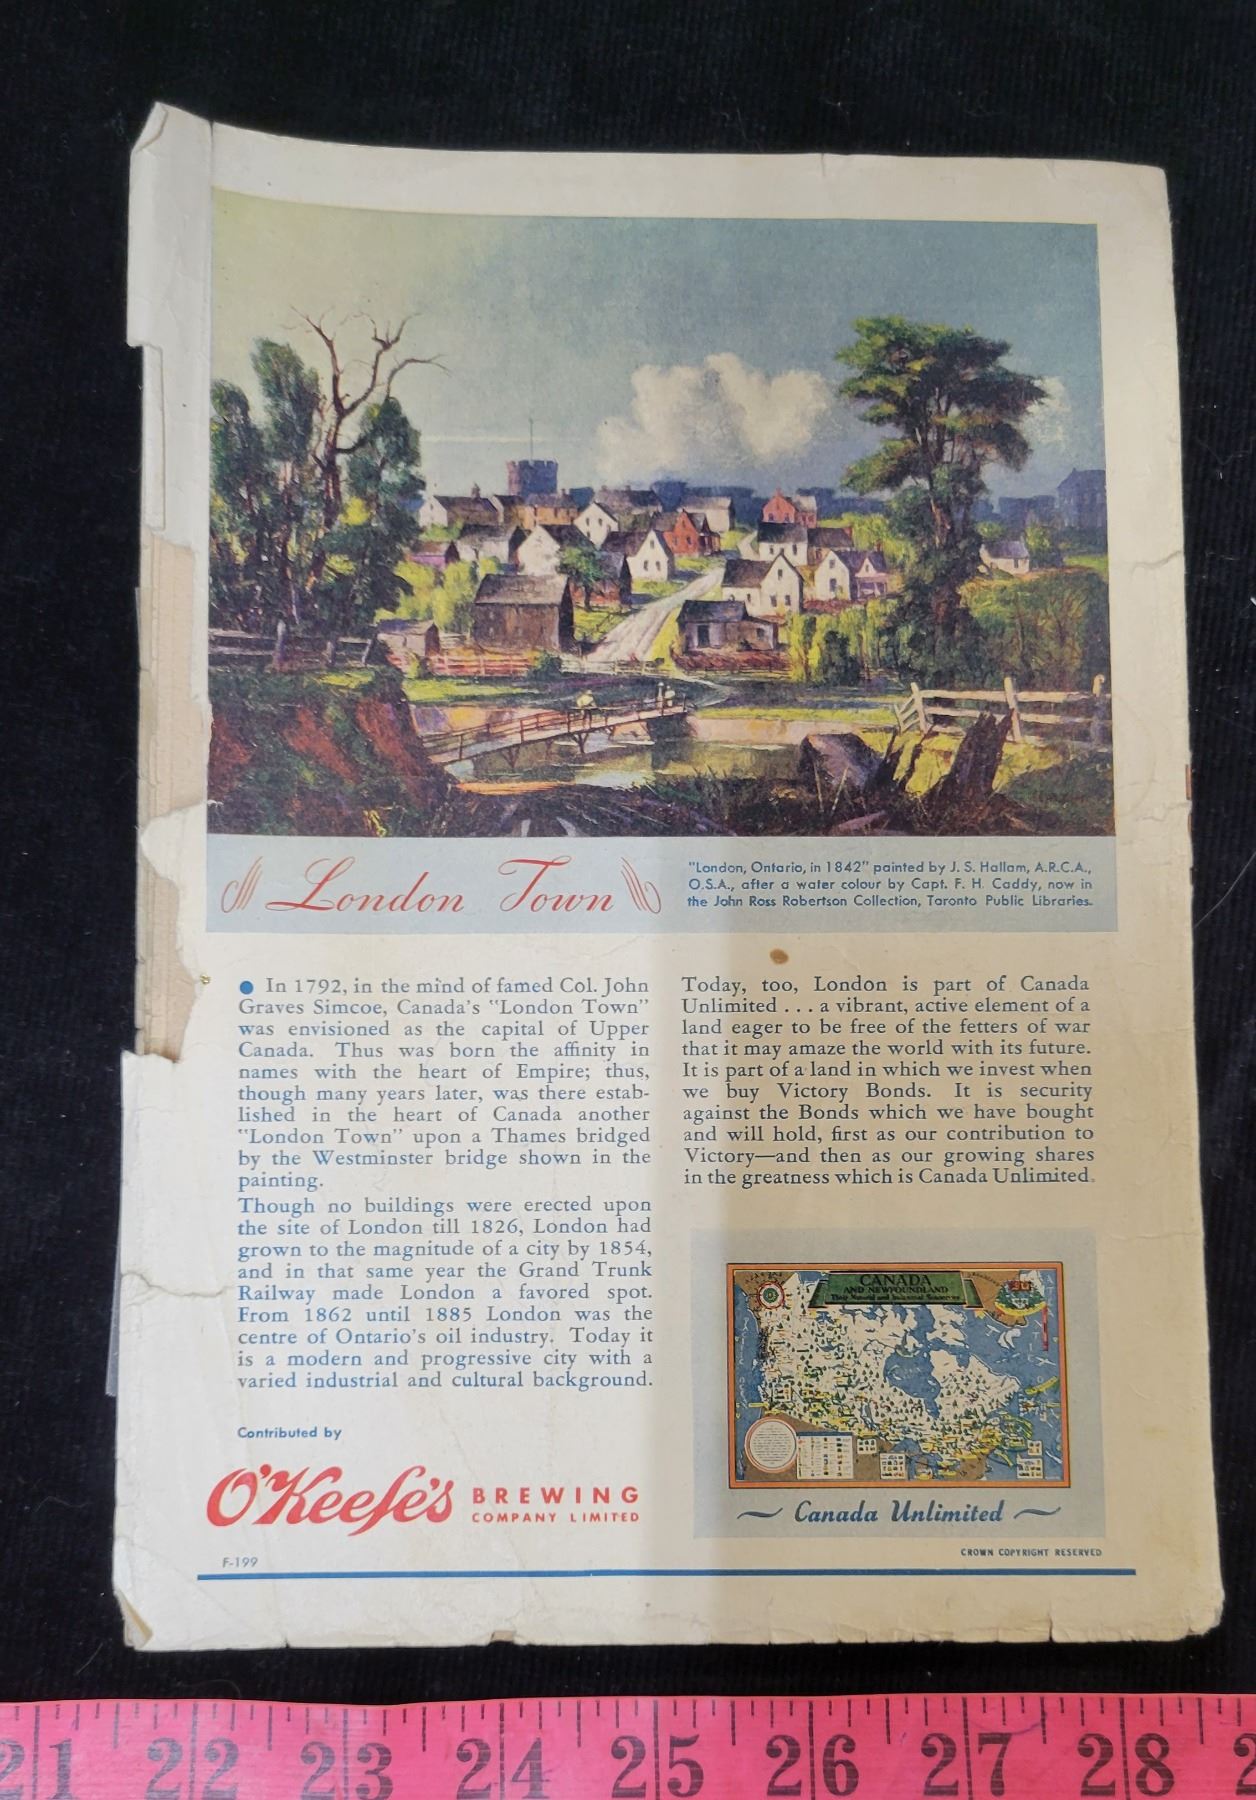 London Town
"London, Ontario, in 1842" painted by J. S. Hallam, A.R.C.A.,
O.S.A., after a water colour by Capt. F. H. Caddy, now in
the John Ross Robertson Collection, Toronto Public Libraries.
• In 1792, in the mind of famed Col. John
Graves Simcoe, Canada's "London Town"
was envisioned as the capital of Upper
Canada. Thus was born the affinity in
names with the heart of Empire; thus,
though many years later, was there estab-
lished in the heart of Canada another
"London Town" upon a Thames bridged
by the Westminster bridge shown in the
painting.
Though no buildings were erected upon
the site of London till 1826, London had
grown to the magnitude of a city by 1854,
and in that same year the Grand Trunk
Railway made London a favored spot.
From 1862 until 1885 London was the
centre of Ontario's oil industry. Today it
is a modern and progressive city with a
varied industrial and cultural background.
Today, too, London is part of Canada
Unlimited . . . a vibrant, active element of a
land eager to be free of the fetters of war
that it may amaze the world with its future.
It is part of a land in which we invest when
we buy Victory Bonds. It is security
against the Bonds which we have bought
and will hold, first as our contribution to
Victory—and then as our growing shares
in the greatness which is Canada Unlimited.
Contributed by
O'Keefe's BREWING
COMPANY LIMITED
F-199
CANADA
AND NEWFOUNDLAND
Their Natural and Industrial Resources
Canada Unlimited
CROWN COPYRIGHT RESERVED
21 22 23 24 25 26 27 28